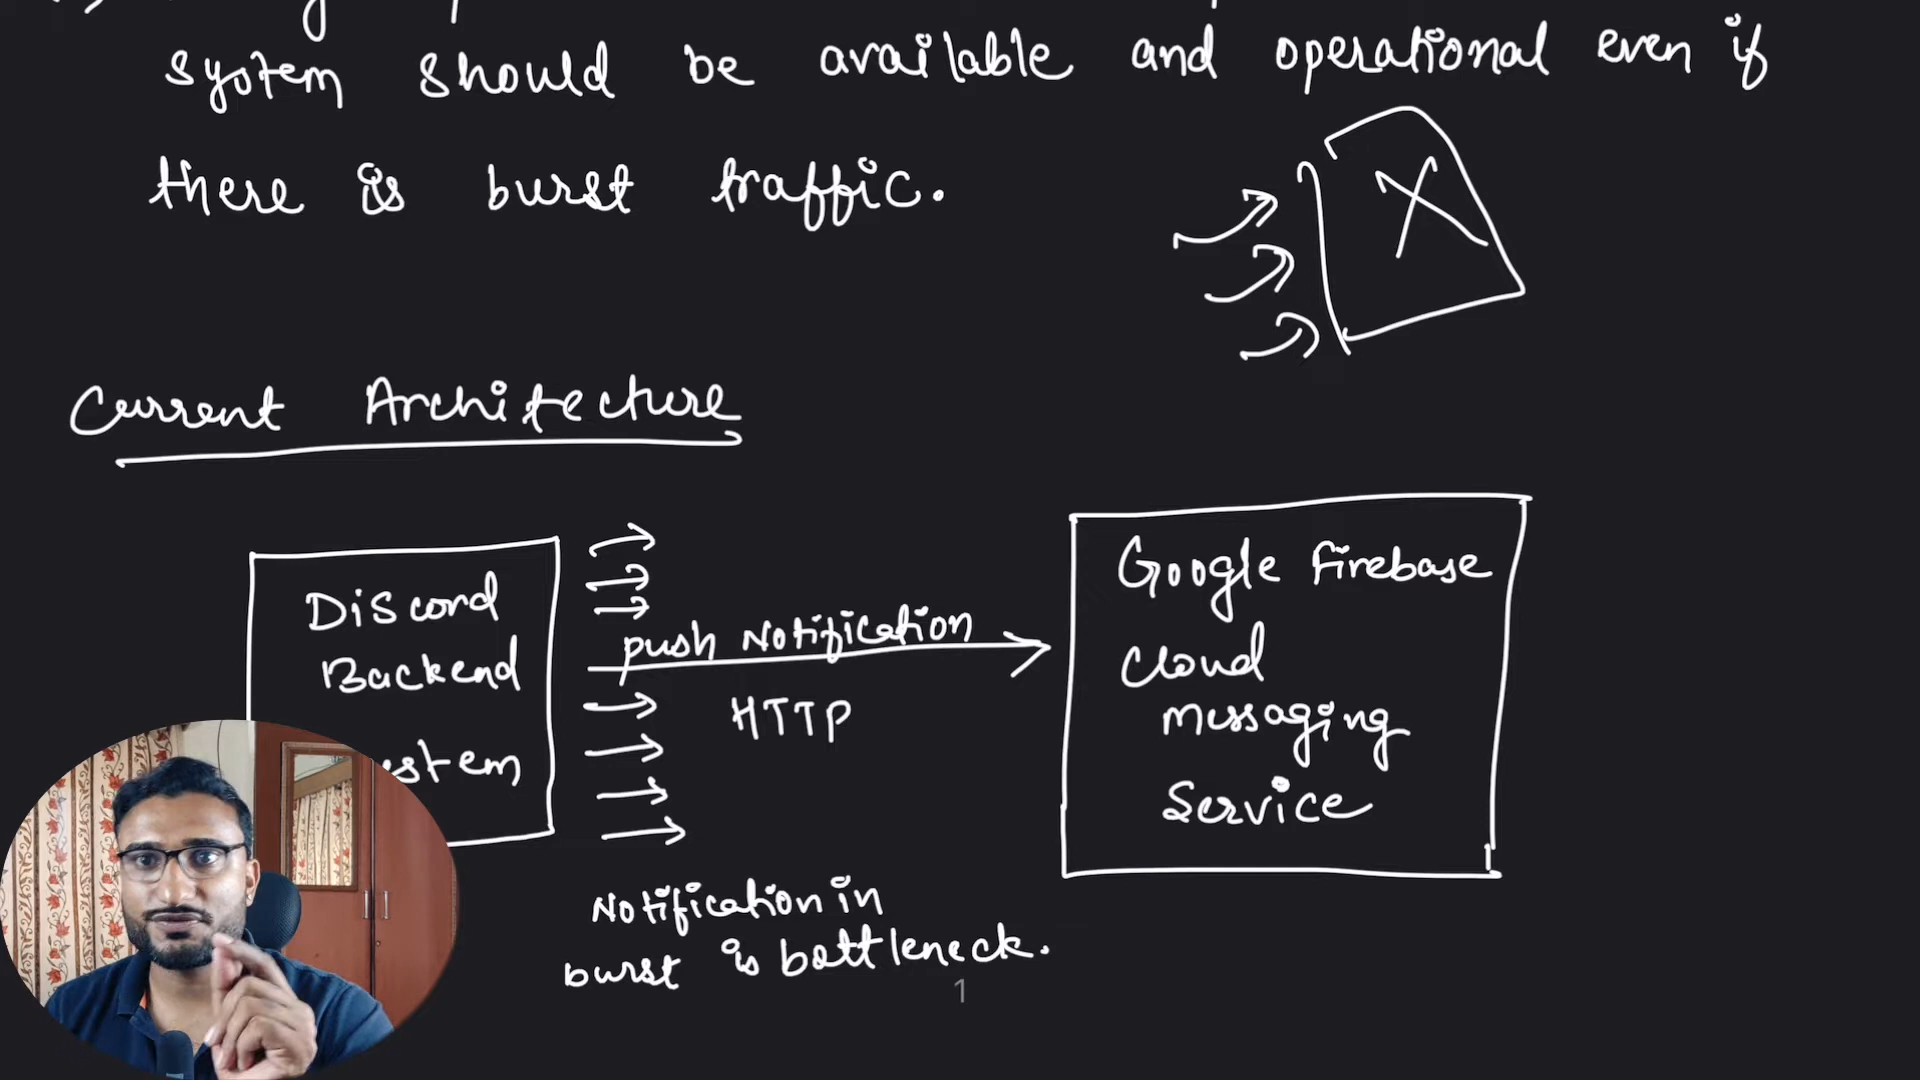 system should be available and operational even if
there is burst traffic.
X
Current Architecture
Discord
Backend
stem
push Notification
HTTP
Google Firebase
Cloud
Messaging
Service
Notification in
burst is bottleneck.
1